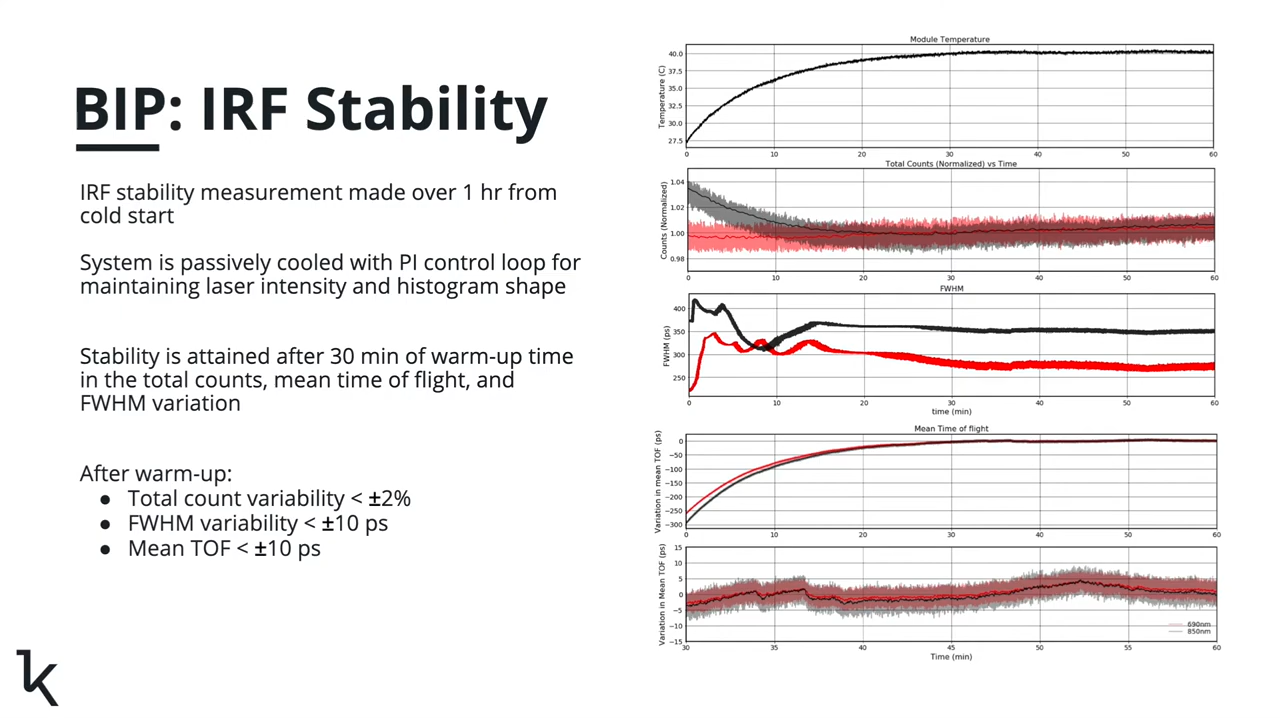 BIP: IRF Stability
IRF stability measurement made over 1 hr from
cold start
System is passively cooled with PI control loop for
maintaining laser intensity and histogram shape
Stability is attained after 30 min of warm-up time
in the total counts, mean time of flight, and
FWHM variation
After warm-up:
● Total count variability < ±2%
● FWHM variability < ±10 ps
● Mean TOF < ±10 ps
k
Module Temperature
Temperature (C)
40.0
37.5
35.0
32.5
30.0
27.5
0 10 20 30 40 50 60
Total Counts (Normalized) vs Time
Counts (Normalized)
1.04
1.02
1.00
0.98
0 10 20 30 40 50 60
FWHM
FWHM (ps)
400
350
300
250
0 10 20 30 40 50 60
time (min)
Mean Time of flight
Variation in mean TOF (ps)
0
−50
−100
−150
−200
−250
−300
0 10 20 30 40 50 60
Variation in Mean TOF (ps)
15
10
5
0
−5
−10
−15
690nm
850nm
30 35 40 45 50 55 60
Time (min)